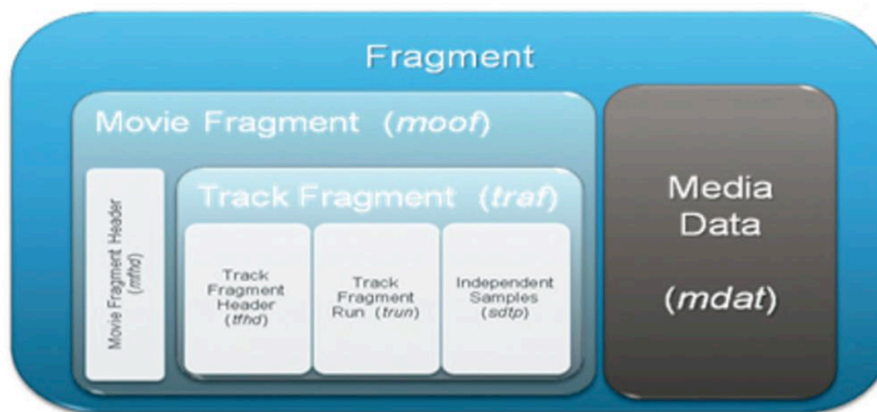 Fragment
Movie Fragment (moof)
Movie Fragment Header
(mfhd)
Track Fragment (traf)
Track
Fragment
Header
(tfhd)
Track
Fragment
Run (trun)
Independent
Samples
(sdtp)
Media
Data
(mdat)